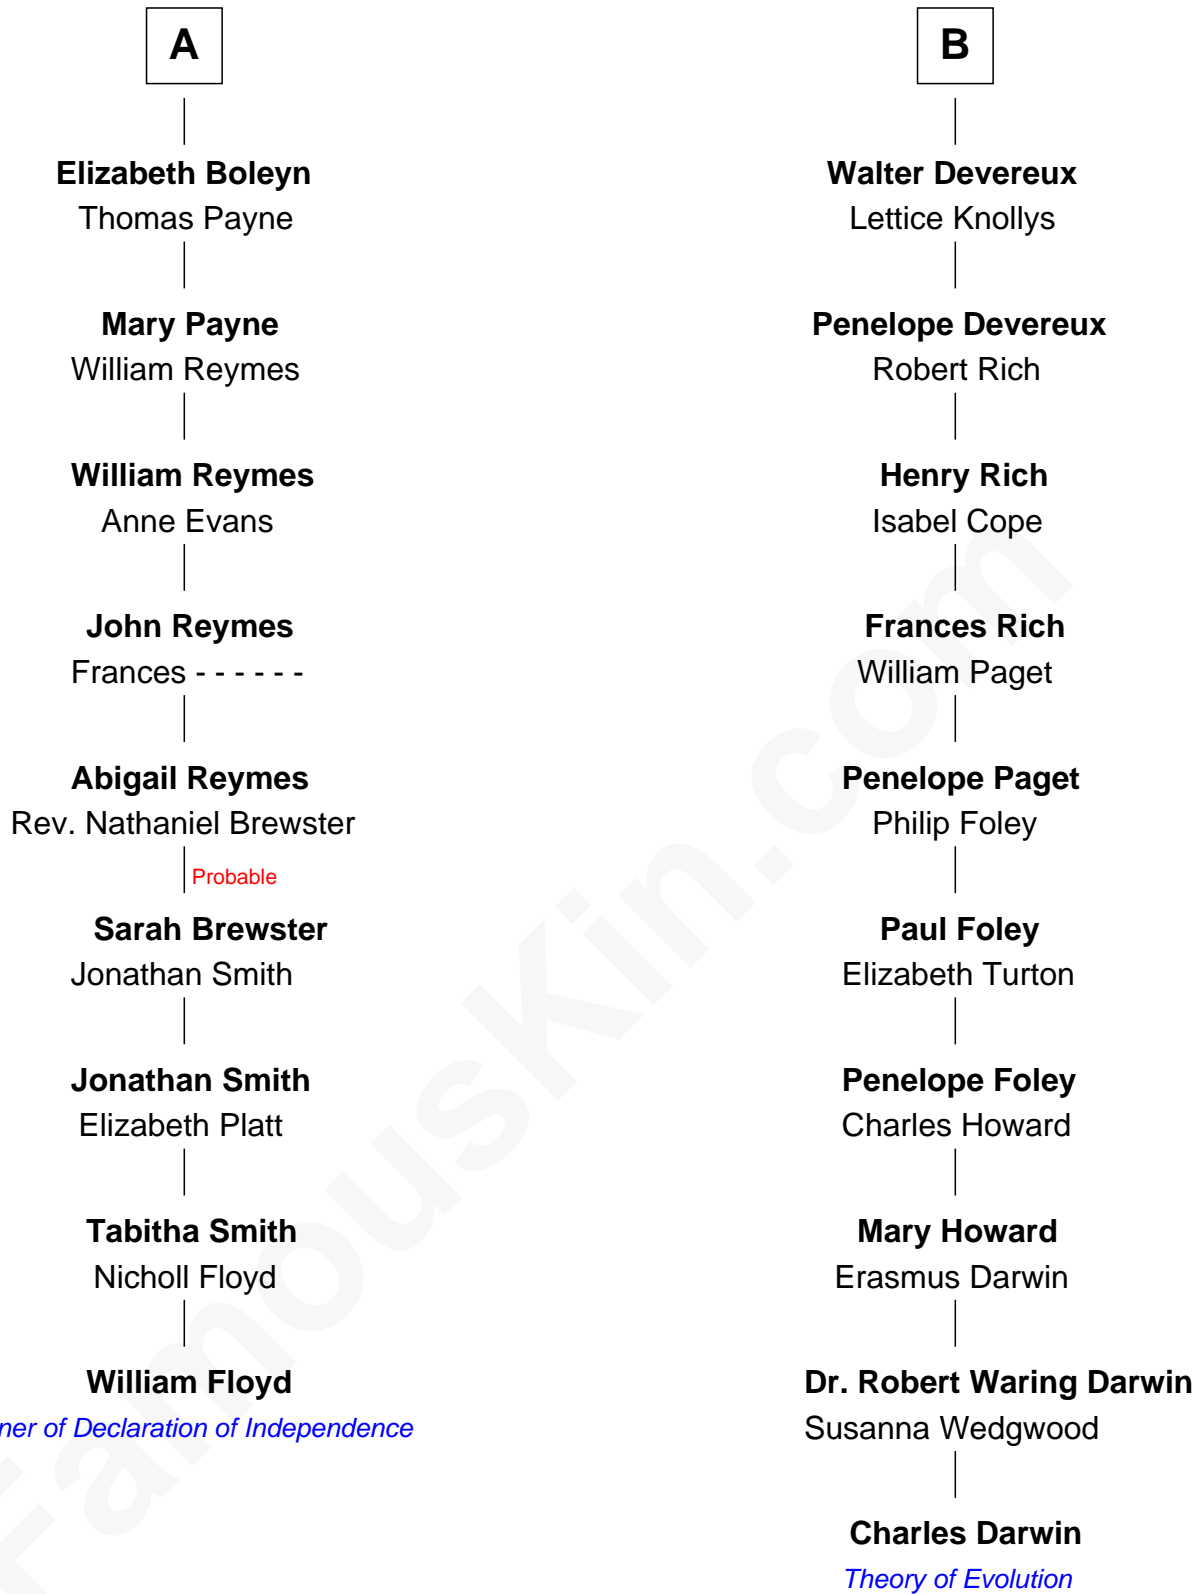 A
Elizabeth Boleyn
Thomas Payne
Mary Payne
William Reymes
William Reymes
Anne Evans
John Reymes
Frances - - - - - -
Abigail Reymes
Rev. Nathaniel Brewster
Probable
Sarah Brewster
Jonathan Smith
Jonathan Smith
Elizabeth Platt
Tabitha Smith
Nicholl Floyd
William Floyd
ner of Declaration of Independence
B
Walter Devereux
Lettice Knollys
Penelope Devereux
Robert Rich
Henry Rich
Isabel Cope
Frances Rich
William Paget
Penelope Paget
Philip Foley
Paul Foley
Elizabeth Turton
Penelope Foley
Charles Howard
Mary Howard
Erasmus Darwin
Dr. Robert Waring Darwin
Susanna Wedgwood
Charles Darwin
Theory of Evolution
FamousKin.com